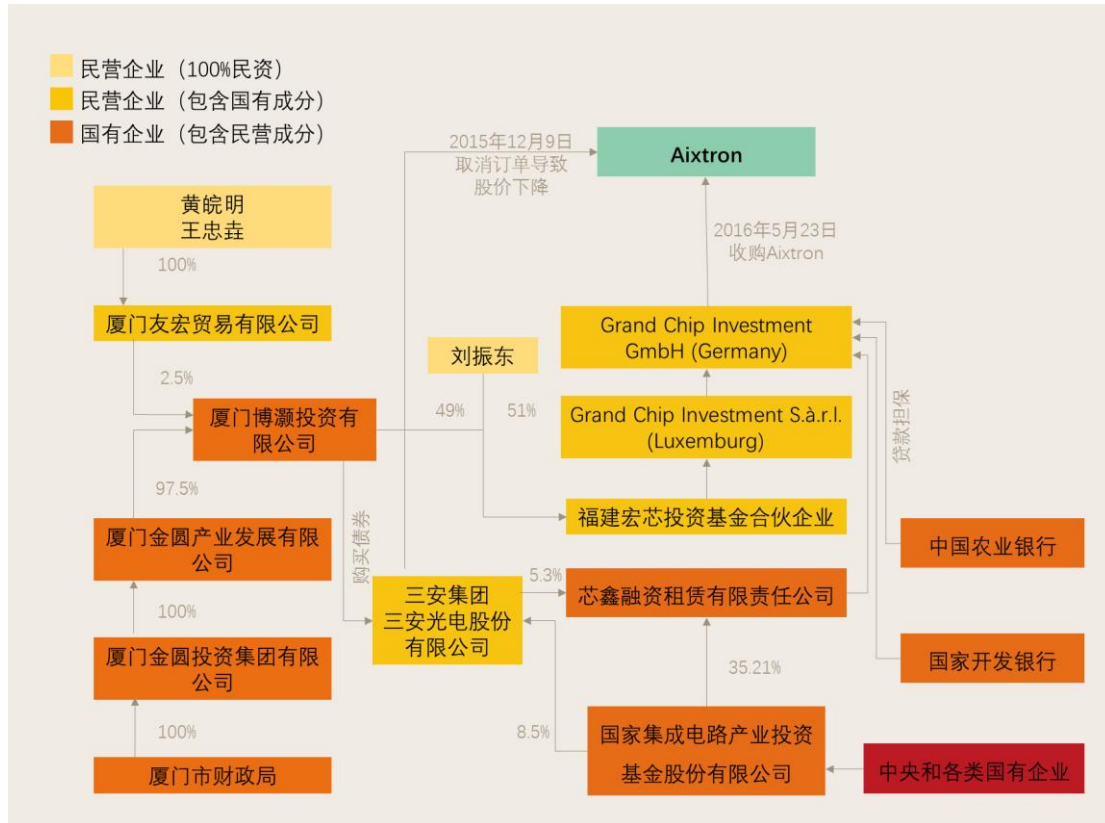 民营企业（100%民资）
民营企业（包含国有成分）
国有企业（包含民营成分）
2015年12月9日
取消订单导致
股价下降
Aixtron
黄皖明
王忠垚
100%
2016年5月23日
收购Aixtron
厦门友宏贸易有限公司
2.5%
刘振东
Grand Chip Investment
GmbH (Germany)
厦门博灏投资有
限公司
49%
51%
Grand Chip Investment S.à.r.l.
(Luxemburg)
贷款担保
97.5%
厦门金圆产业发展有限
公司
购买债券
福建宏芯投资基金合伙企业
中国农业银行
100%
三安集团
三安光电股份
有限公司
5.3%
芯鑫融资租赁有限责任公司
厦门金圆投资集团有限
公司
35.21%
国家开发银行
100%
8.5%
国家集成电路产业投资
基金股份有限公司
厦门市财政局
中央和各类国有企业